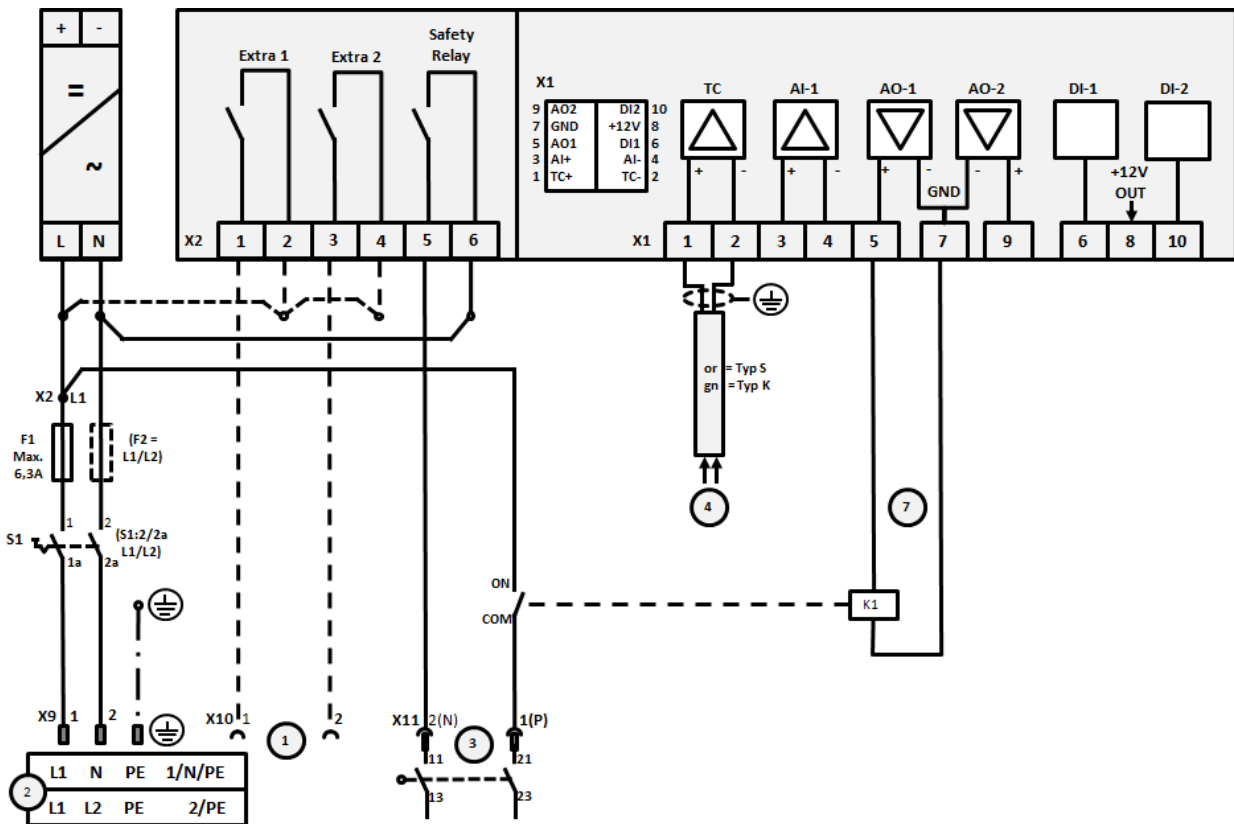 + -
=
~
L N
Extra 1 Extra 2 Safety
Relay
X2 1 2 3 4 5 6
X1
9 AO2 DI2 10
7 GND +12V 8
5 AO1 DI1 6
3 AI+ AI- 4
1 TC+ TC- 2
TC AI-1 AO-1 AO-2 DI-1 DI-2
+ - + - + - - +
GND
+12V
OUT
X1 1 2 3 4 5 7 9 6 8 10
or = Typ S
gn =Typ K
4
7
X2 L1
F1
Max.
6,3A
(F2 =
L1/L2)
1 2
S1
(S1:2/2a
L1/L2)
1a 2a
ON
COM
K1
X9 1 2
X10 1 2
1
X11 2(N) 1(P)
3
11 21
13 23
2
L1 N PE 1/N/PE
L1 L2 PE 2/PE